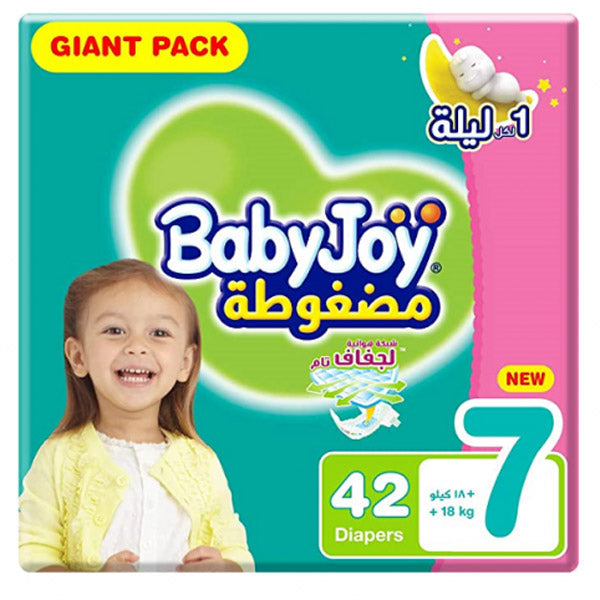 GIANT PACK
1 لكل ليلة
BabyJoy®
مضغوطة
شبكة هوائية
لجفاف تام
NEW
7
42
Diapers
+ ١٨ كيلو
+ 18 kg